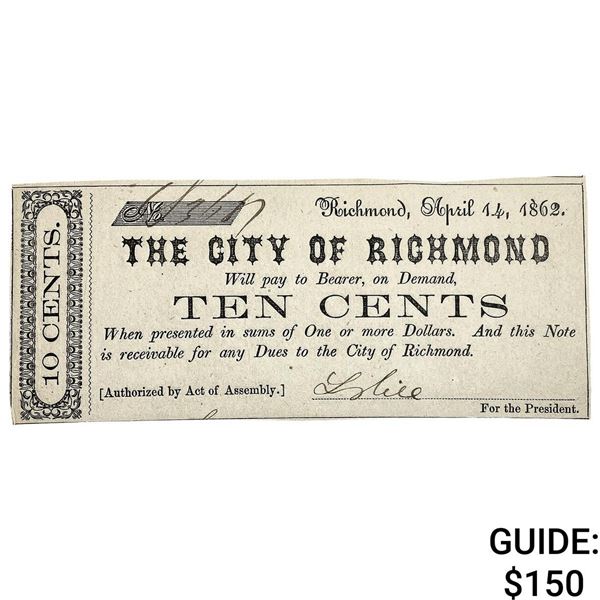 No
Richmond, April 14, 1862.
THE CITY OF RICHMOND
Will pay to Bearer, on Demand,
TEN CENTS
When presented in sums of One or more Dollars. And this Note
is receivable for any Dues to the City of Richmond.
[Authorized by Act of Assembly.]
For the President.
10 CENTS.
GUIDE:
$150